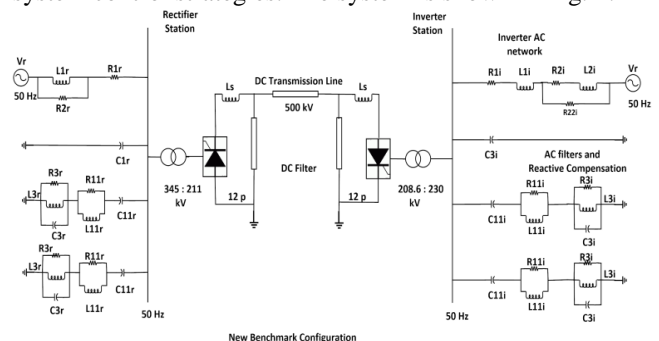 Rectifier
Station
Inverter
Station
Inverter AC
network
Vr
50 Hz
L1r
R1r
R2r
Ls
DC Transmission Line
500 kV
Ls
R1i
L1i
R2i
L2i
R22i
Vr
50 Hz
C1r
345 : 211
kV
DC Filter
12 p
12 p
208.6 : 230
kV
C3i
AC filters and
Reactive Compensation
R3r
L3r
C3r
R11r
L11r
C11r
R3r
L3r
C3r
R11r
L11r
C11r
C11i
R11i
L11i
R3i
L3i
C3i
C11i
R11i
L11i
R3i
L3i
C3i
50 Hz
50 Hz
New Benchmark Configuration